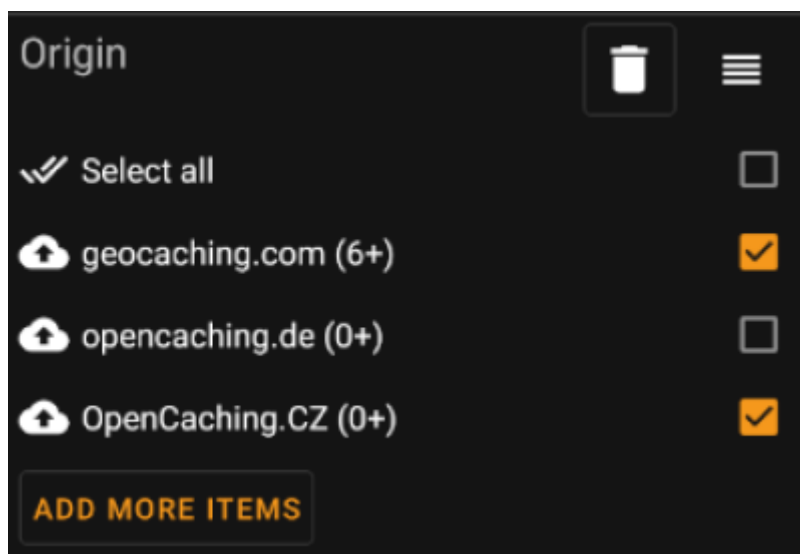 Origin
Select all
geocaching.com (6+)
opencaching.de (0+)
OpenCaching.CZ (0+)
ADD MORE ITEMS